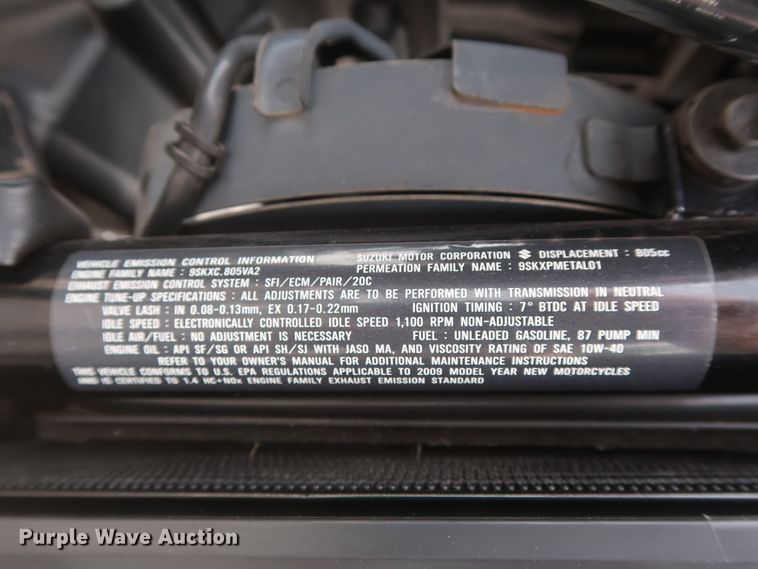 VEHICLE EMISSION CONTROL INFORMATION SUZUKI MOTOR CORPORATION DISPLACEMENT : 805cc
ENGINE FAMILY NAME : 9SKXC.805VA2 PERMEATION FAMILY NAME : 9SKXPMETAL01
EXHAUST EMISSION CONTROL SYSTEM : SFI/ECM/PAIR/2OC
ENGINE TUNE-UP SPECIFICATIONS : ALL ADJUSTMENTS ARE TO BE PERFORMED WITH TRANSMISSION IN NEUTRAL
VALVE LASH : IN 0.08-0.13mm, EX 0.17-0.22mm IGNITION TIMING : 7° BTDC AT IDLE SPEED
IDLE SPEED : ELECTRONICALLY CONTROLLED IDLE SPEED 1,100 RPM NON-ADJUSTABLE
IDLE AIR/FUEL : NO ADJUSTMENT IS NECESSARY FUEL : UNLEADED GASOLINE, 87 PUMP MIN
ENGINE OIL : API SF/SG OR API SH/SJ WITH JASO MA, AND VISCOSITY RATING OF SAE 10W-40
REFER TO YOUR OWNER'S MANUAL FOR ADDITIONAL MAINTENANCE INSTRUCTIONS
THIS VEHICLE CONFORMS TO U.S. EPA REGULATIONS APPLICABLE TO 2009 MODEL YEAR NEW MOTORCYCLES
AND IS CERTIFIED TO 1.4 HC+NOx ENGINE FAMILY EXHAUST EMISSION STANDARD
Purple Wave Auction